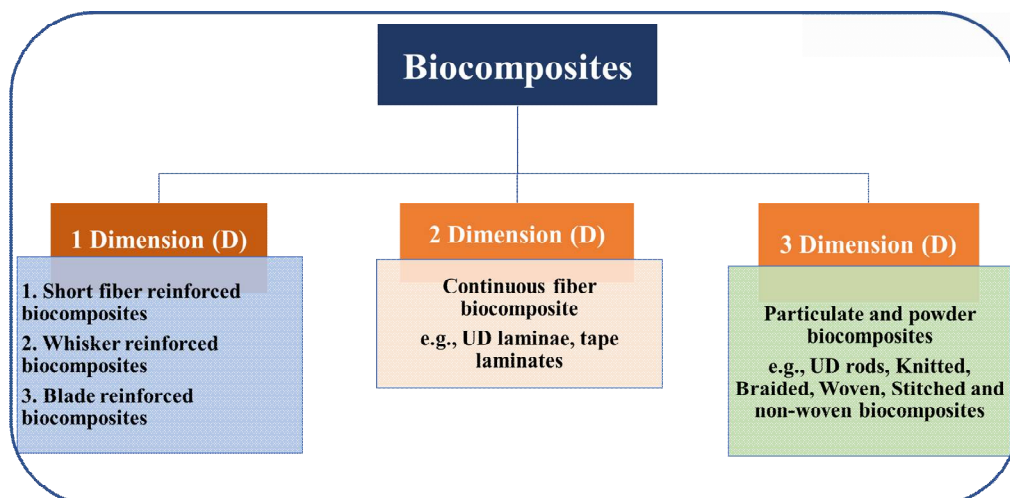 Biocomposites
1 Dimension (D)
1. Short fiber reinforced
biocomposites
2. Whisker reinforced
biocomposites
3. Blade reinforced
biocomposites
2 Dimension (D)
Continuous fiber
biocomposite
e.g., UD laminae, tape
laminates
3 Dimension (D)
Particulate and powder
biocomposites
e.g., UD rods, Knitted,
Braided, Woven, Stitched and
non-woven biocomposites